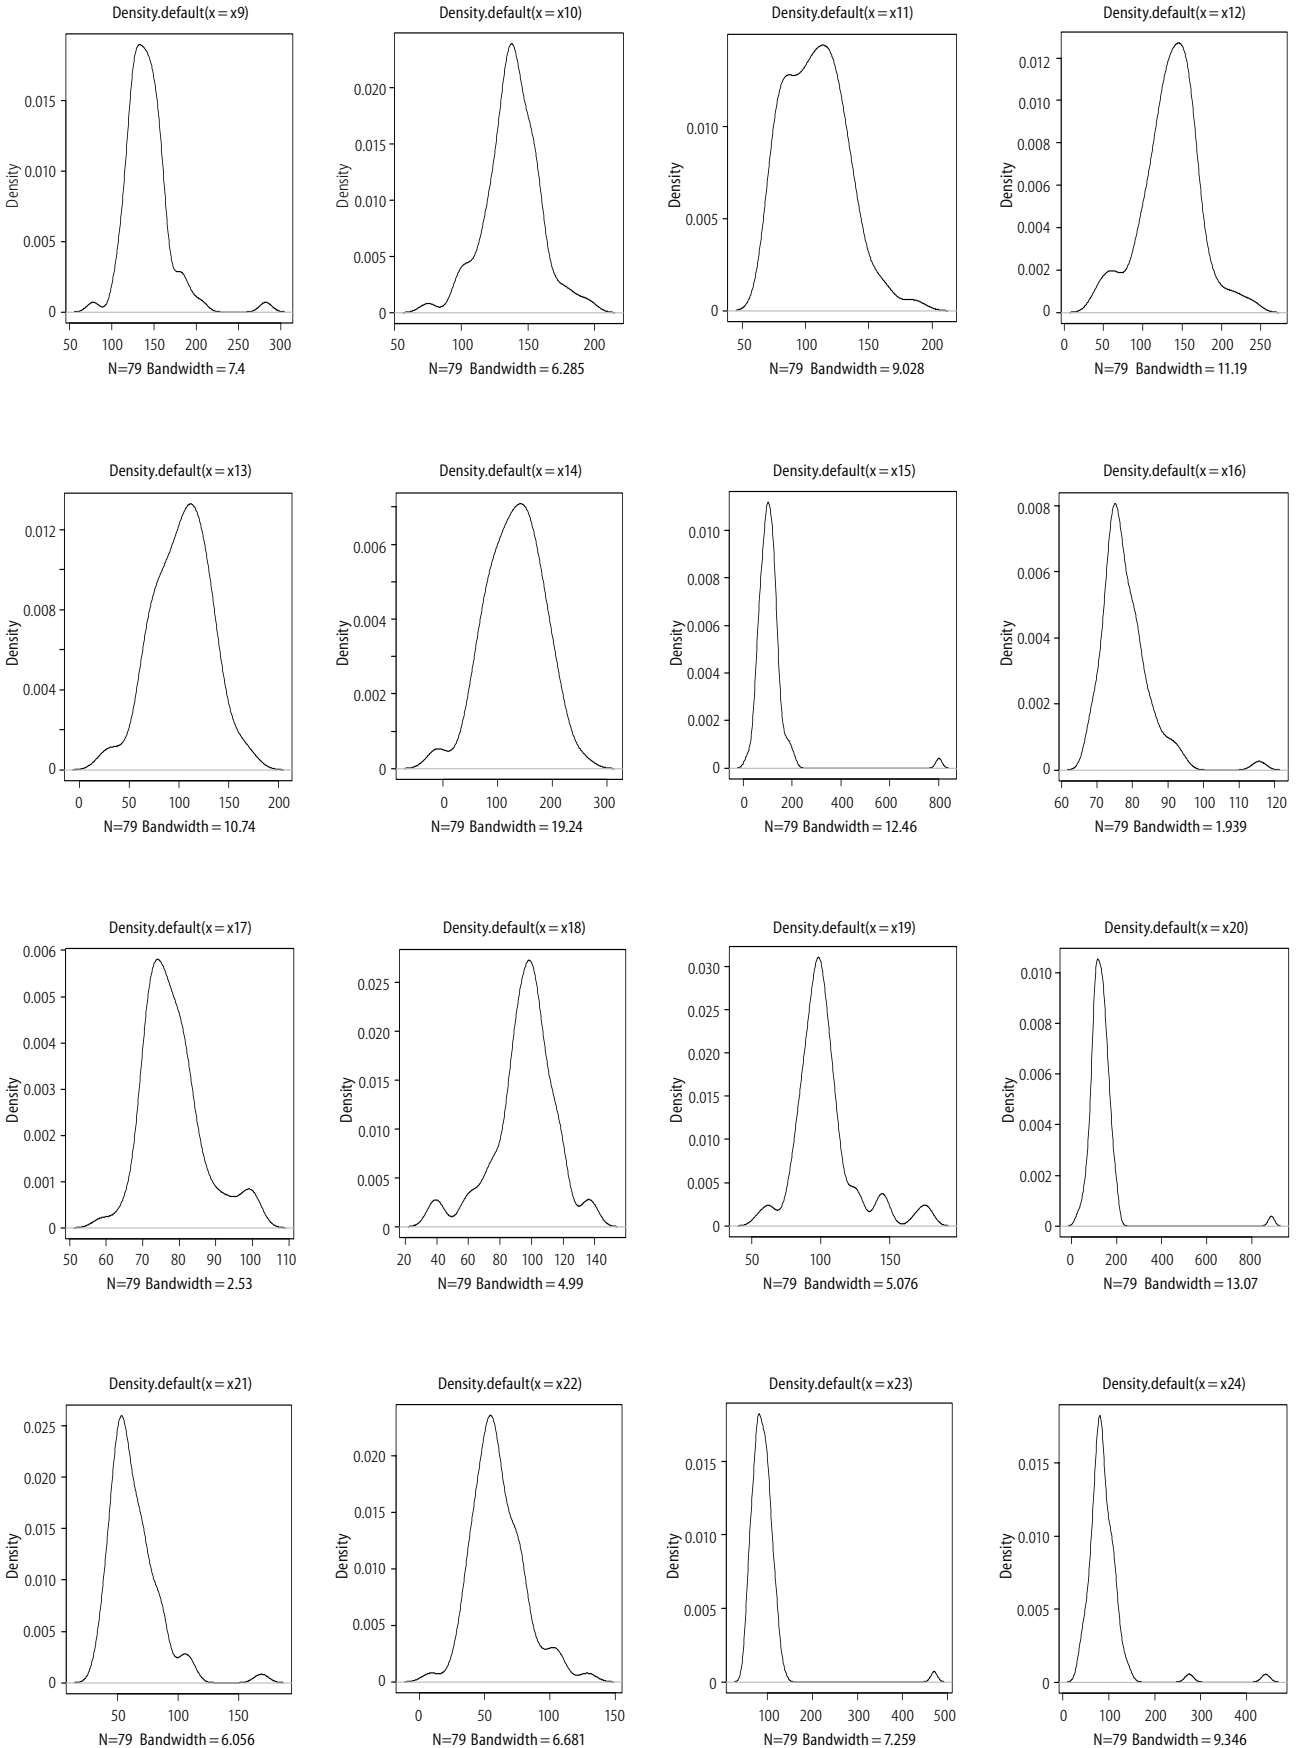 Density.default(x = x9)
Density
0.015
0.010
0.005
0
50 100 150 200 250 300
N=79 Bandwidth = 7.4
Density.default(x = x10)
Density
0.020
0.015
0.010
0.005
0
50 100 150 200
N=79 Bandwidth = 6.285
Density.default(x = x11)
Density
0.010
0.005
0
50 100 150 200
N=79 Bandwidth = 9.028
Density.default(x = x12)
Density
0.012
0.010
0.008
0.006
0.004
0.002
0
0 50 100 150 200 250
N=79 Bandwidth = 11.19
Density.default(x = x13)
Density
0.012
0.008
0.004
0
0 50 100 150 200
N=79 Bandwidth = 10.74
Density.default(x = x14)
Density
0.006
0.004
0.002
0
0 100 200 300
N=79 Bandwidth = 19.24
Density.default(x = x15)
Density
0.010
0.008
0.006
0.004
0.002
0
0 200 400 600 800
N=79 Bandwidth = 12.46
Density.default(x = x16)
Density
0.008
0.006
0.004
0.002
0
60 70 80 90 100 110 120
N=79 Bandwidth = 1.939
Density.default(x = x17)
Density
0.006
0.005
0.004
0.003
0.002
0.001
0
50 60 70 80 90 100 110
N=79 Bandwidth = 2.53
Density.default(x = x18)
Density
0.025
0.020
0.015
0.010
0.005
0
20 40 60 80 100 120 140
N=79 Bandwidth = 4.99
Density.default(x = x19)
Density
0.030
0.025
0.020
0.015
0.010
0.005
0
50 100 150
N=79 Bandwidth = 5.076
Density.default(x = x20)
Density
0.010
0.008
0.006
0.004
0.002
0
0 200 400 600 800
N=79 Bandwidth = 13.07
Density.default(x = x21)
Density
0.025
0.020
0.015
0.010
0.005
0
50 100 150
N=79 Bandwidth = 6.056
Density.default(x = x22)
Density
0.020
0.015
0.010
0.005
0
0 50 100 150
N=79 Bandwidth = 6.681
Density.default(x = x23)
Density
0.015
0.010
0.005
0
100 200 300 400 500
N=79 Bandwidth = 7.259
Density.default(x = x24)
Density
0.015
0.010
0.005
0
0 100 200 300 400
N=79 Bandwidth = 9.346